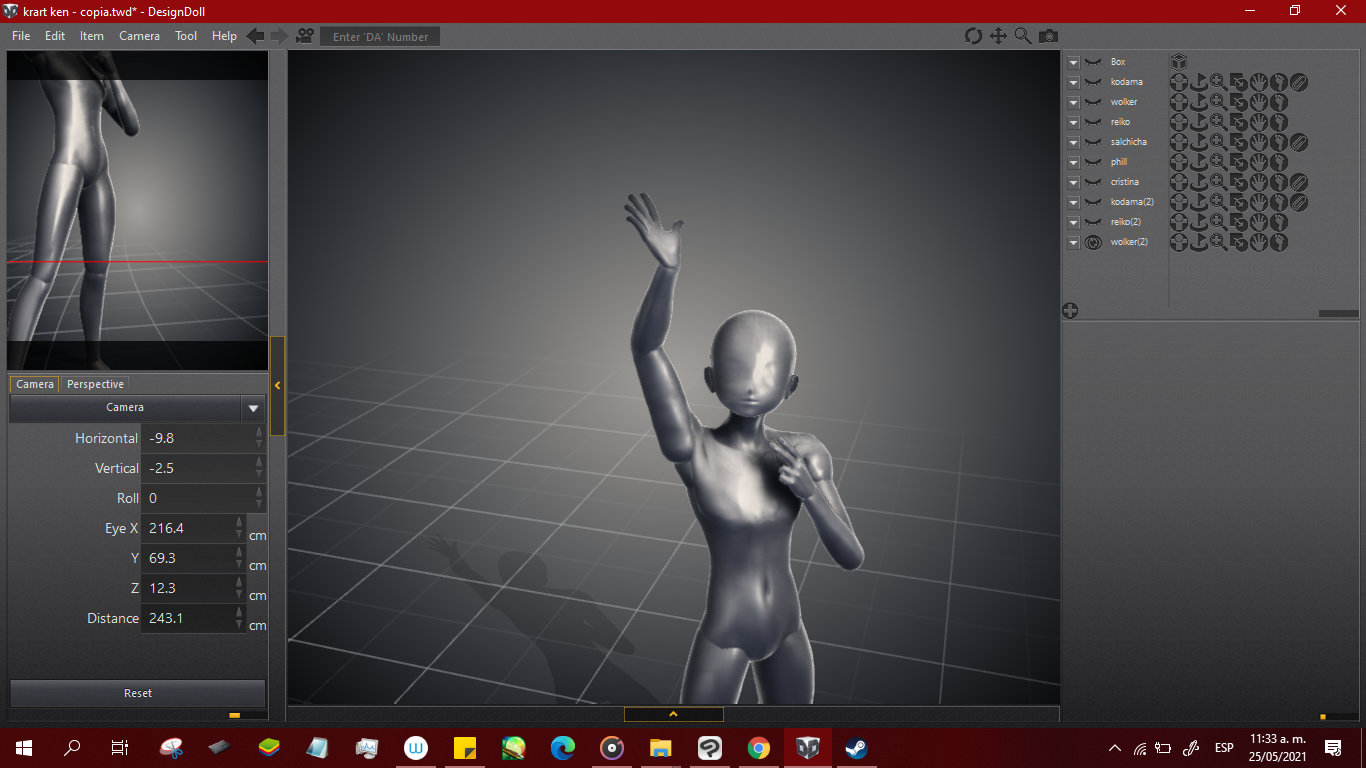 krart ken - copia.twd* - DesignDoll
File Edit Item Camera Tool Help Enter 'DA' Number
Box
kodama
wolker
reiko
salchicha
phill
cristina
kodama(2)
reiko(2)
wolker(2)
Camera Perspective
Camera
Horizontal -9.8
Vertical -2.5
Roll 0
Eye X 216.4 cm
Y 69.3 cm
Z 12.3 cm
Distance 243.1 cm
Reset
W
ESP
11:33 a. m.
25/05/2021